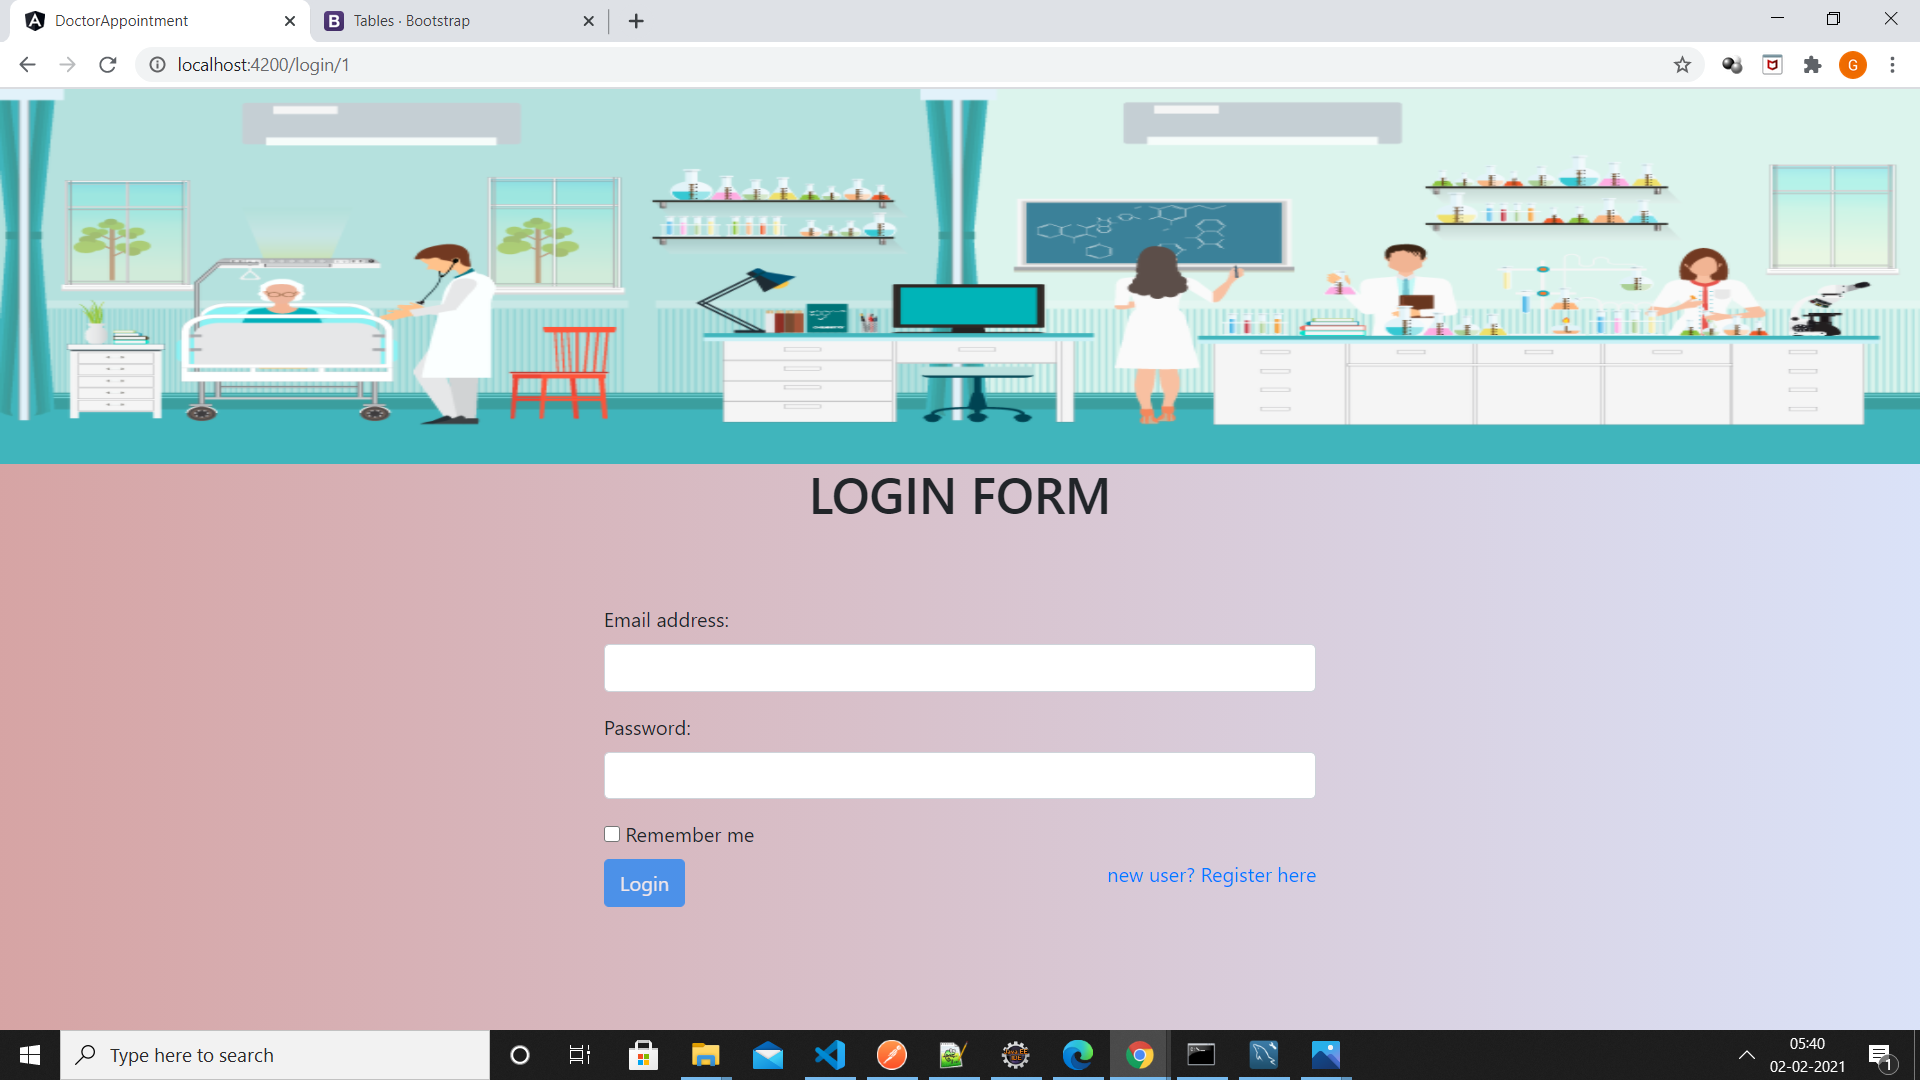 DoctorAppointment
Tables · Bootstrap
localhost:4200/login/1
G
LOGIN FORM
Email address:
Password:
Remember me
Login
new user? Register here
Type here to search
05:40
02-02-2021
1